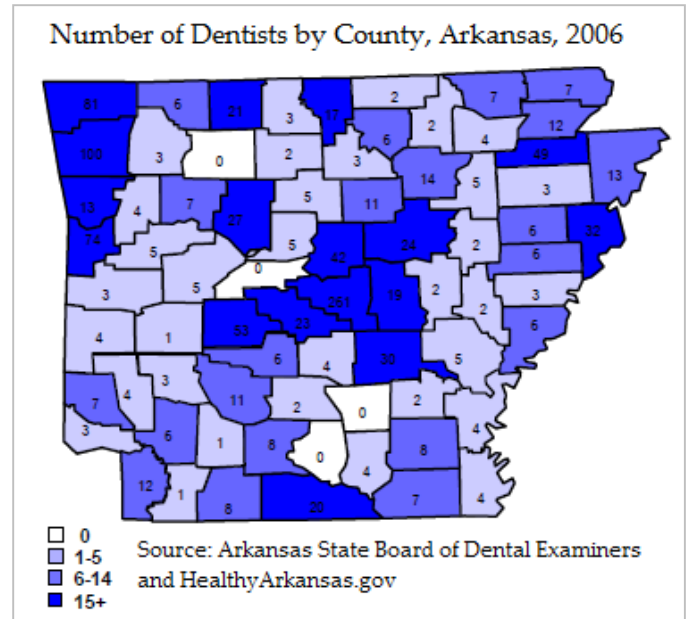 Number of Dentists by County, Arkansas, 2006
81 6 21 3 17 2 7 7
100 3 0 2 3 6 2 4 12
49 13
13 4 7 27 5 11 14 5 3
74 5 5 42 24 2 6 32
6
3 5 0 261 19 2 2 3
4 1 53 23 30 5 6
7 4 3 11 6 4 2 0 2 4
3 6 1 8 0 4 8
12 1 8 20 7 4
0
1-5
6-14
15+
Source: Arkansas State Board of Dental Examiners
and HealthyArkansas.gov